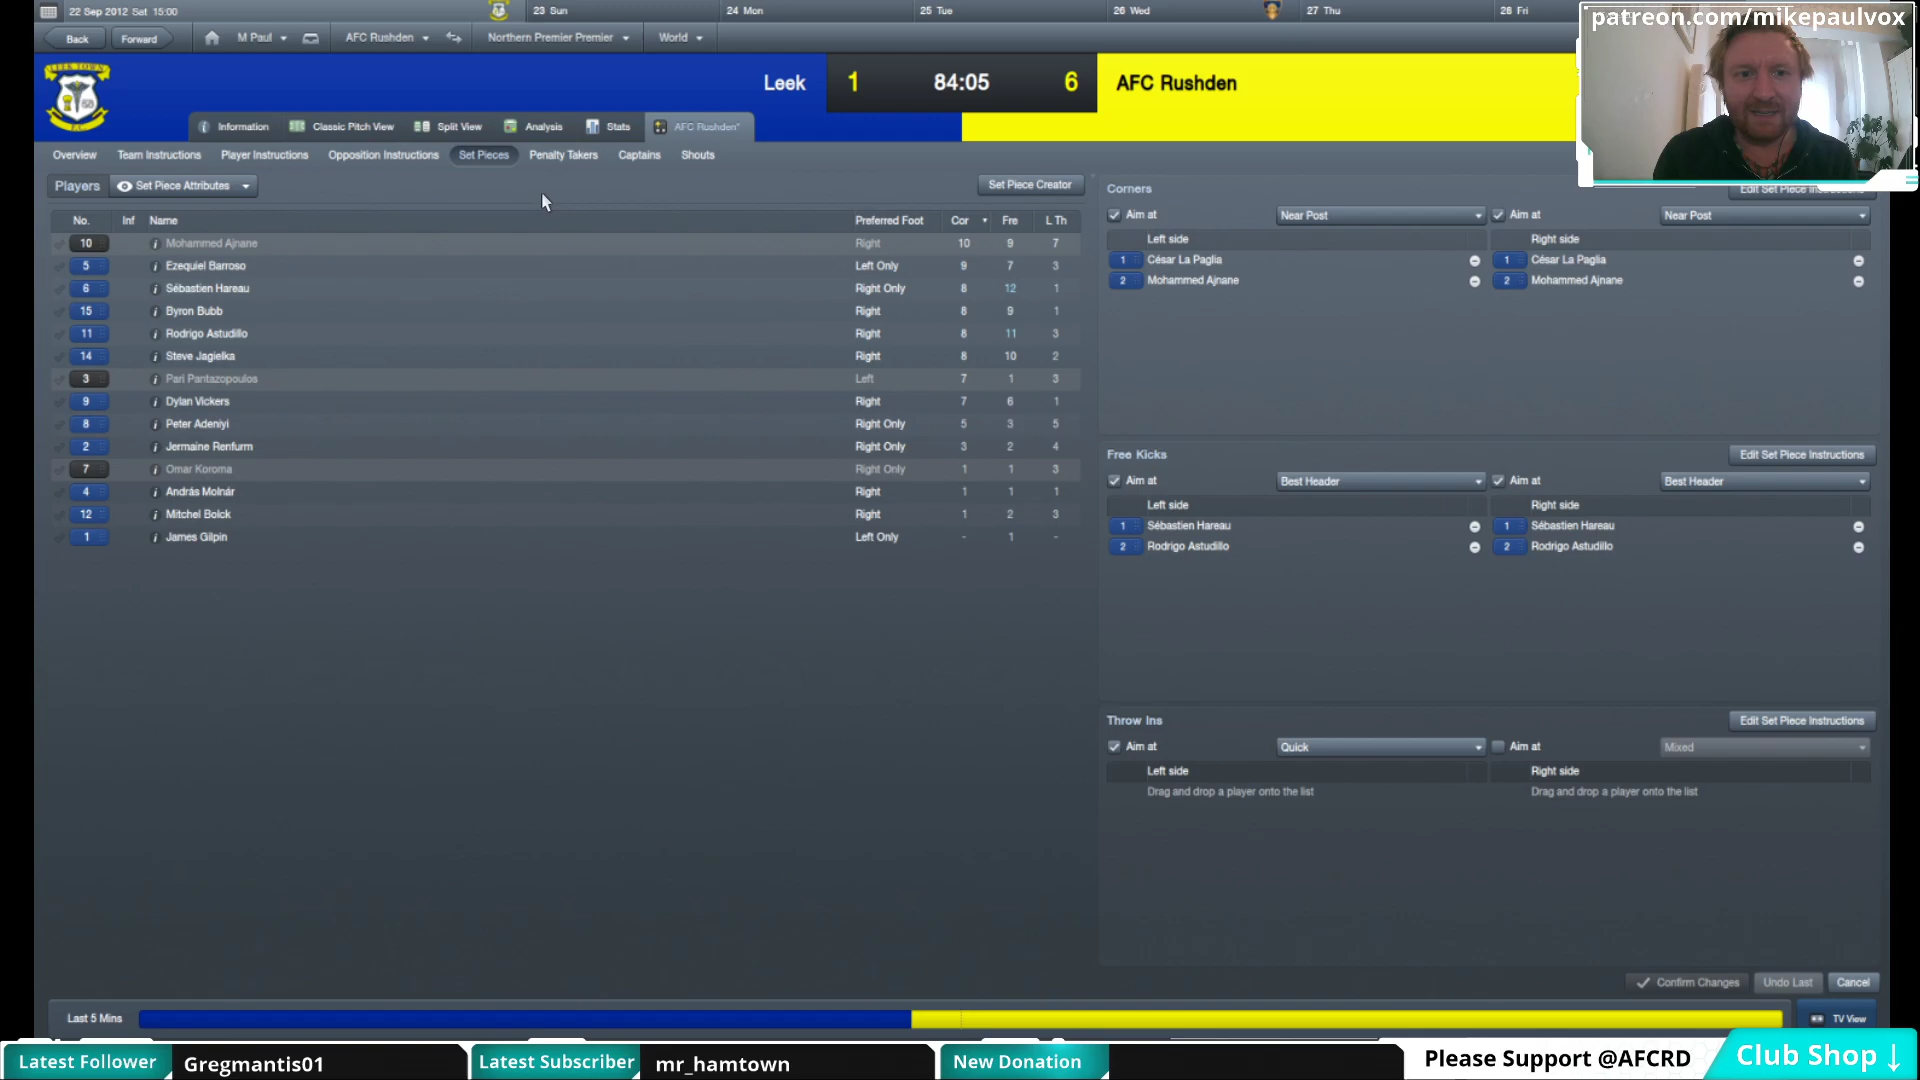 patreon.com/mikepaulvox
22 Sep 2012 Sat 15:00
23 Sun
24 Mon
25 Tue
26 Wed
27 Thu
28 Fri
Back
Forward
M Paul
AFC Rushden
Northern Premier Premier
World
LEEK TOWN
Leek
1
84:05
6
AFC Rushden
Information
Classic Pitch View
Split View
Analysis
Stats
AFC Rushden*
Overview
Team Instructions
Player Instructions
Opposition Instructions
Set Pieces
Penalty Takers
Captains
Shouts
Players
Set Piece Attributes
Set Piece Creator
No. Inf Name Preferred Foot Cor Fre L Th
10 Mohammed Ajnane Right 10 9 7
5 Ezequiel Barroso Left Only 9 7 3
6 Sébastien Hareau Right Only 8 12 1
15 Byron Bubb Right 8 9 1
11 Rodrigo Astudillo Right 8 11 3
14 Steve Jagielka Right 8 10 2
3 Pari Pantazopoulos Left 7 1 3
9 Dylan Vickers Right 7 6 1
8 Peter Adeniyi Right Only 5 3 5
2 Jermaine Renfurm Right Only 3 2 4
7 Omar Koroma Right Only 1 1 3
4 András Molnár Right 1 1 1
12 Mitchel Bolck Right 1 2 3
1 James Gilpin Left Only - 1 -
Corners
Edit Set Piece Instructions
Aim at Near Post Aim at Near Post
Left side Right side
1 César La Paglia 1 César La Paglia
2 Mohammed Ajnane 2 Mohammed Ajnane
Free Kicks
Edit Set Piece Instructions
Aim at Best Header Aim at Best Header
Left side Right side
1 Sébastien Hareau 1 Sébastien Hareau
2 Rodrigo Astudillo 2 Rodrigo Astudillo
Throw Ins
Edit Set Piece Instructions
Aim at Quick Aim at Mixed
Left side Right side
Drag and drop a player onto the list Drag and drop a player onto the list
Confirm Changes
Undo Last
Cancel
Last 5 Mins
TV View
Latest Follower
Gregmantis01
Latest Subscriber
mr_hamtown
New Donation
Please Support @AFCRD
Club Shop ↓